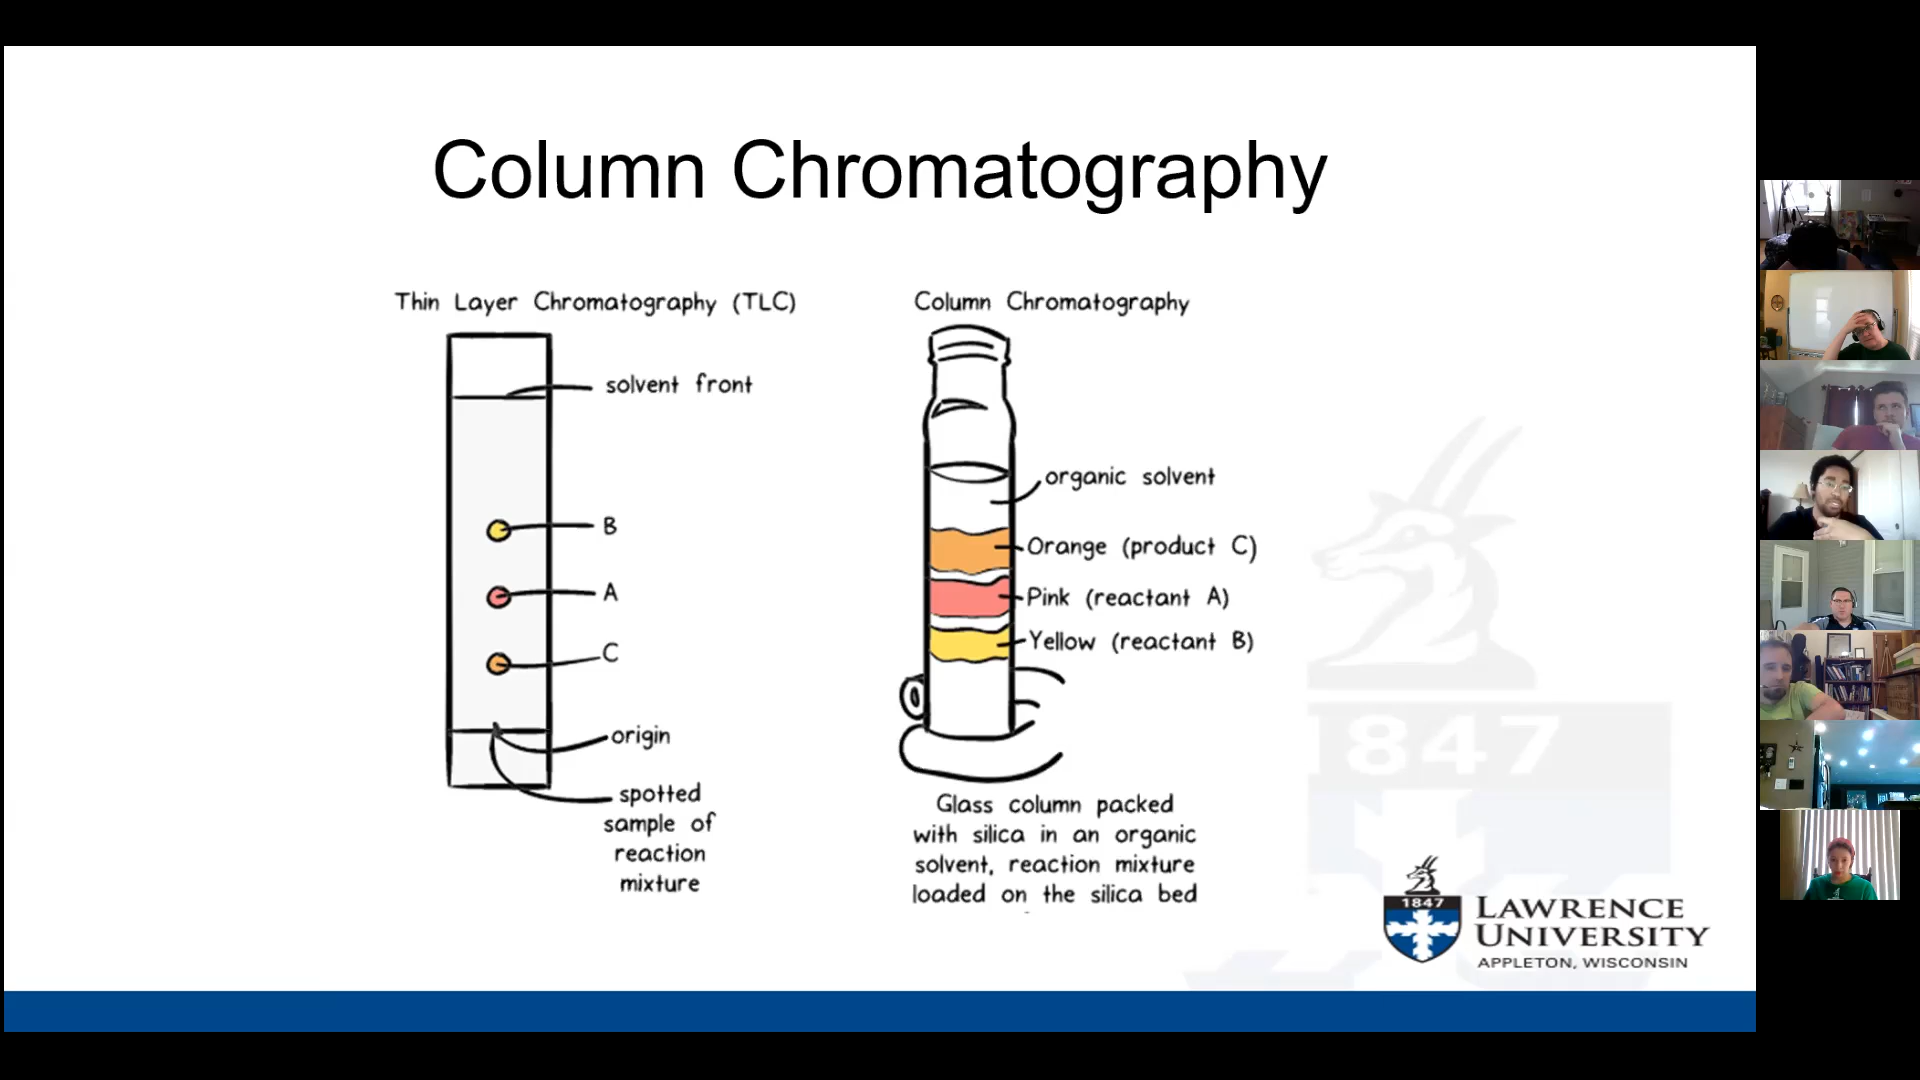 Column Chromatography
Thin Layer Chromatography (TLC)
solvent front
B
A
C
origin
spotted
sample of
reaction
mixture
Column Chromatography
organic solvent
Orange (product C)
Pink (reactant A)
Yellow (reactant B)
Glass column packed
with silica in an organic
solvent, reaction mixture
loaded on the silica bed
1847
1847
LAWRENCE
UNIVERSITY
APPLETON, WISCONSIN